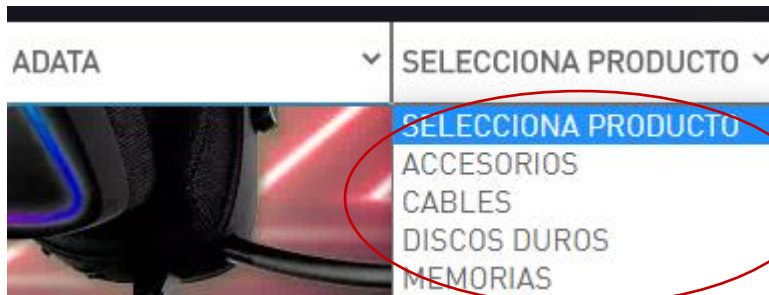 ADATA
SELECCIONA PRODUCTO
SELECCIONA PRODUCTO
ACCESORIOS
CABLES
DISCOS DUROS
MEMORIAS